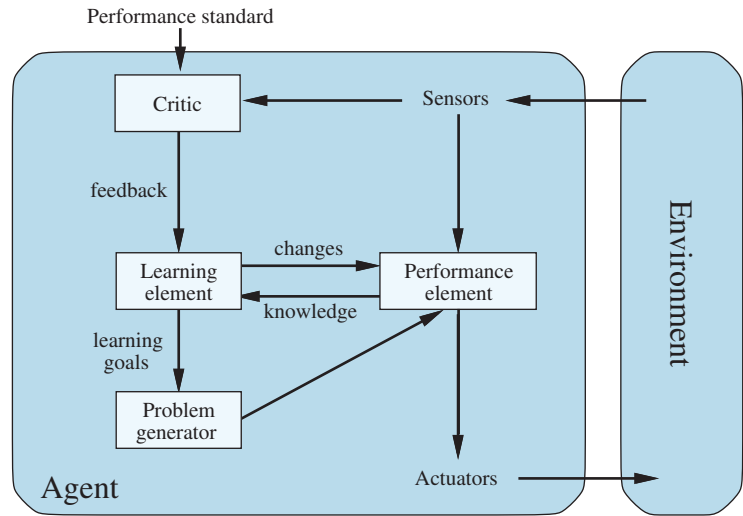 Performance standard
Critic
Sensors
feedback
Environment
changes
Learning
element
Performance
element
knowledge
learning
goals
Problem
generator
Actuators
Agent